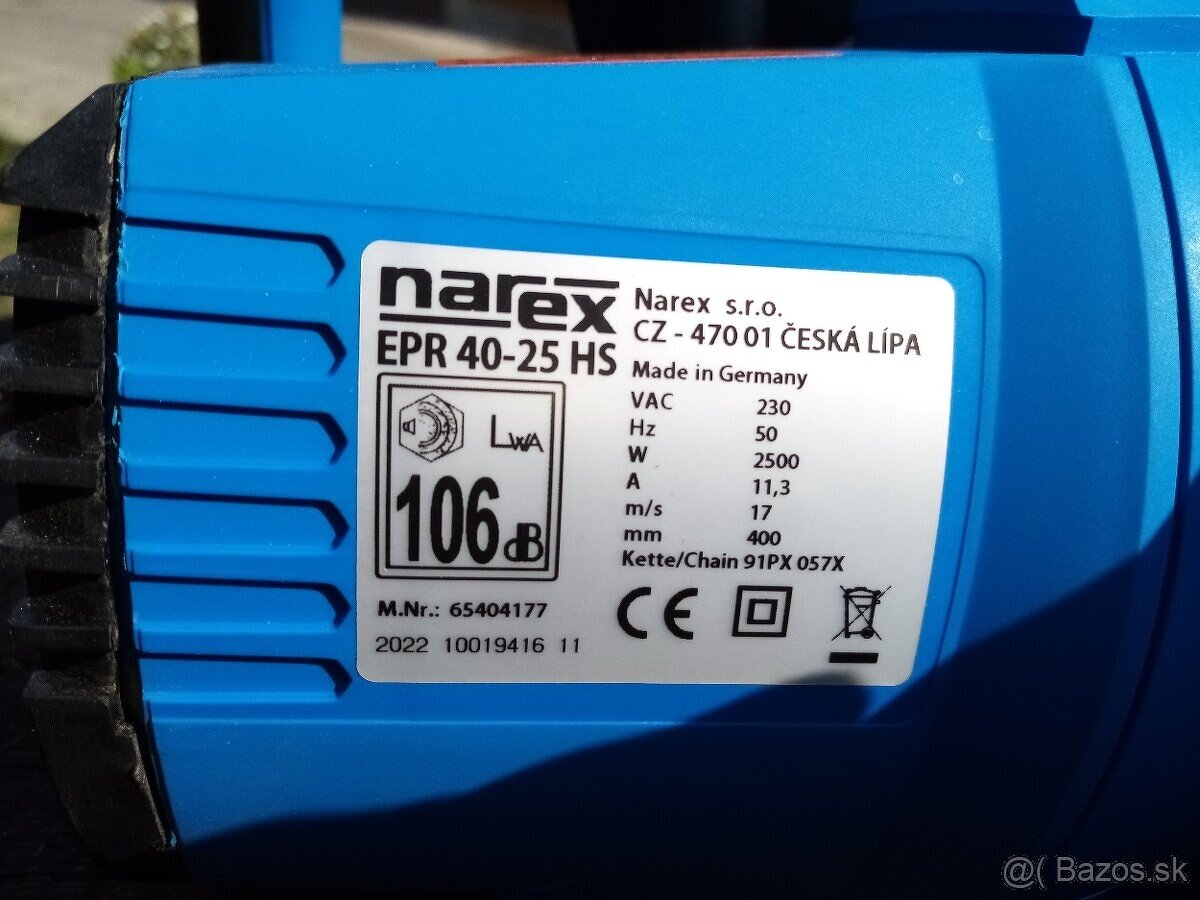 narex
EPR 40-25 HS
LWA
106 dB
M.Nr.: 65404177
2022 10019416 11
Narex s.r.o.
CZ - 470 01 ČESKÁ LÍPA
Made in Germany
VAC 230
Hz 50
W 2500
A 11,3
m/s 17
mm 400
Kette/Chain 91PX 057X
CE
@( Bazos.sk